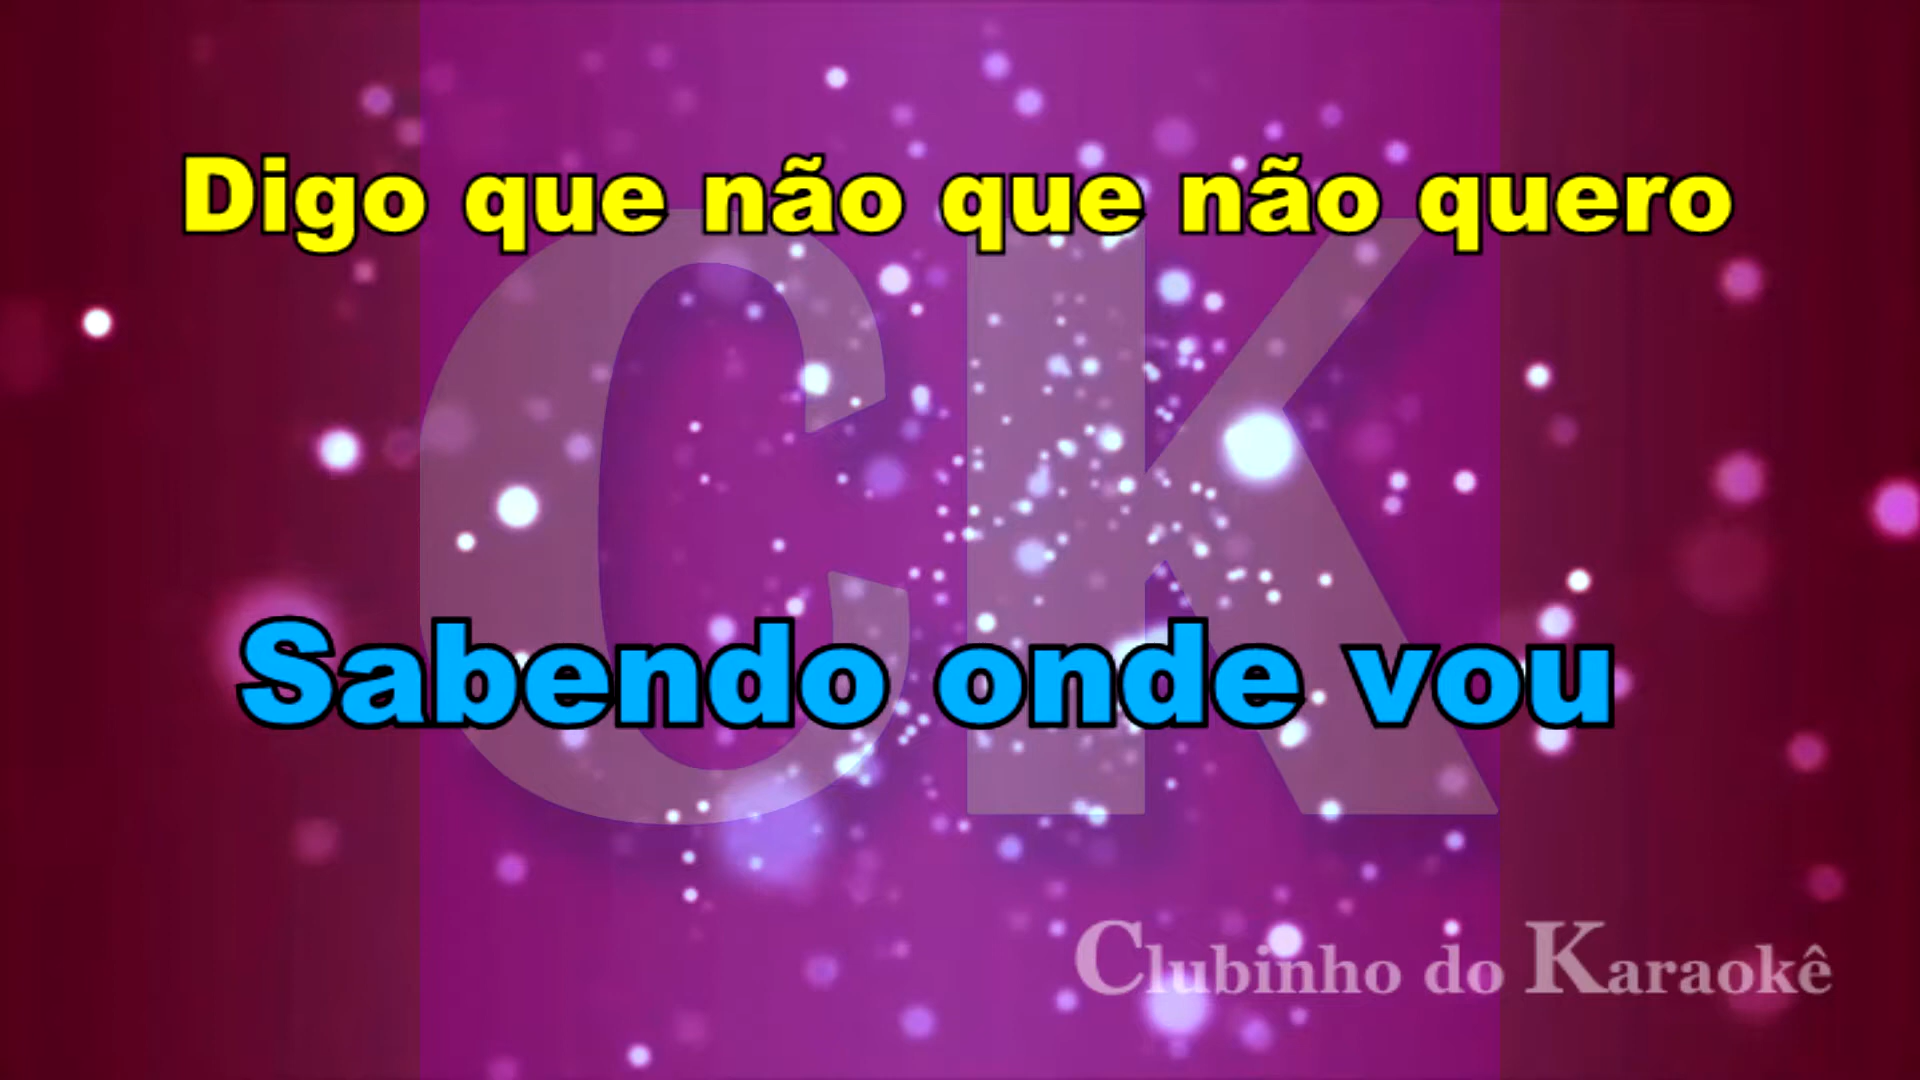 Digo que não que não quero
CK
Sabendo onde vou
Clubinho do Karaokê